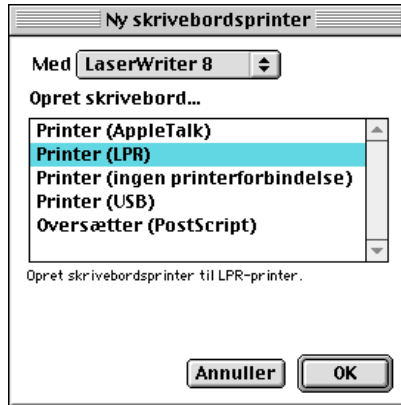 Ny skrivebordsprinter
Med LaserWriter 8
Opret skrivebord...
Printer (AppleTalk)
Printer (LPR)
Printer (ingen printerforbindelse)
Printer (USB)
Oversætter (PostScript)
Opret skrivebordsprinter til LPR-printer.
Annuller OK